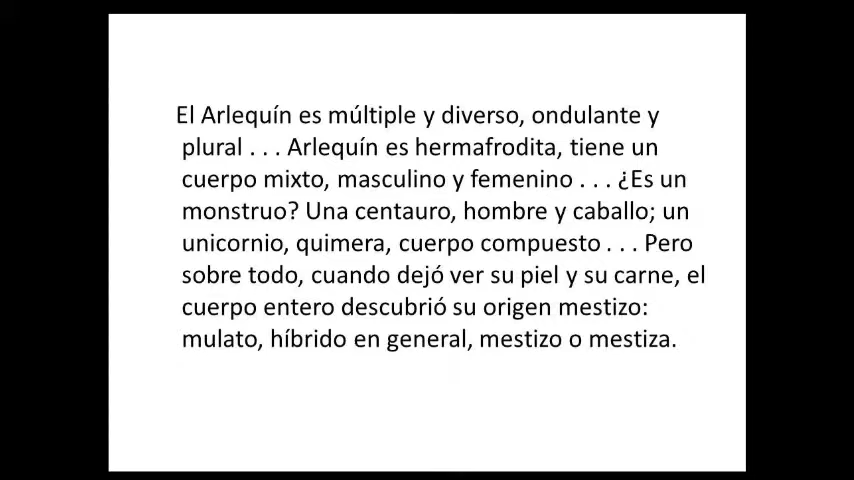 El Arlequín es múltiple y diverso, ondulante y
plural . . . Arlequín es hermafrodita, tiene un
cuerpo mixto, masculino y femenino . . . ¿Es un
monstruo? Una centauro, hombre y caballo; un
unicornio, quimera, cuerpo compuesto . . . Pero
sobre todo, cuando dejó ver su piel y su carne, el
cuerpo entero descubrió su origen mestizo:
mulato, híbrido en general, mestizo o mestiza.